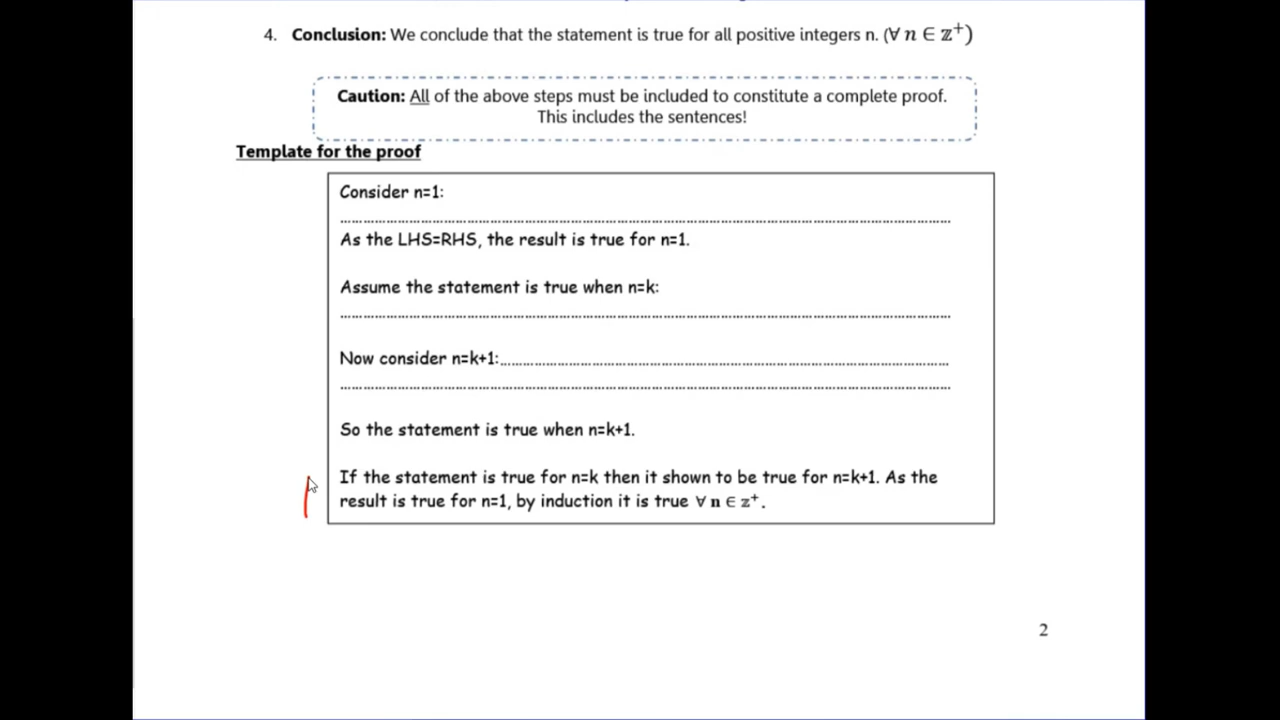 4. Conclusion: We conclude that the statement is true for all positive integers n. (∀ n ∈ ℤ⁺)
Caution: All of the above steps must be included to constitute a complete proof.
This includes the sentences!
Template for the proof
Consider n=1:
As the LHS=RHS, the result is true for n=1.
Assume the statement is true when n=k:
Now consider n=k+1:
So the statement is true when n=k+1.
If the statement is true for n=k then it shown to be true for n=k+1. As the
result is true for n=1, by induction it is true ∀ n ∈ ℤ⁺.
2